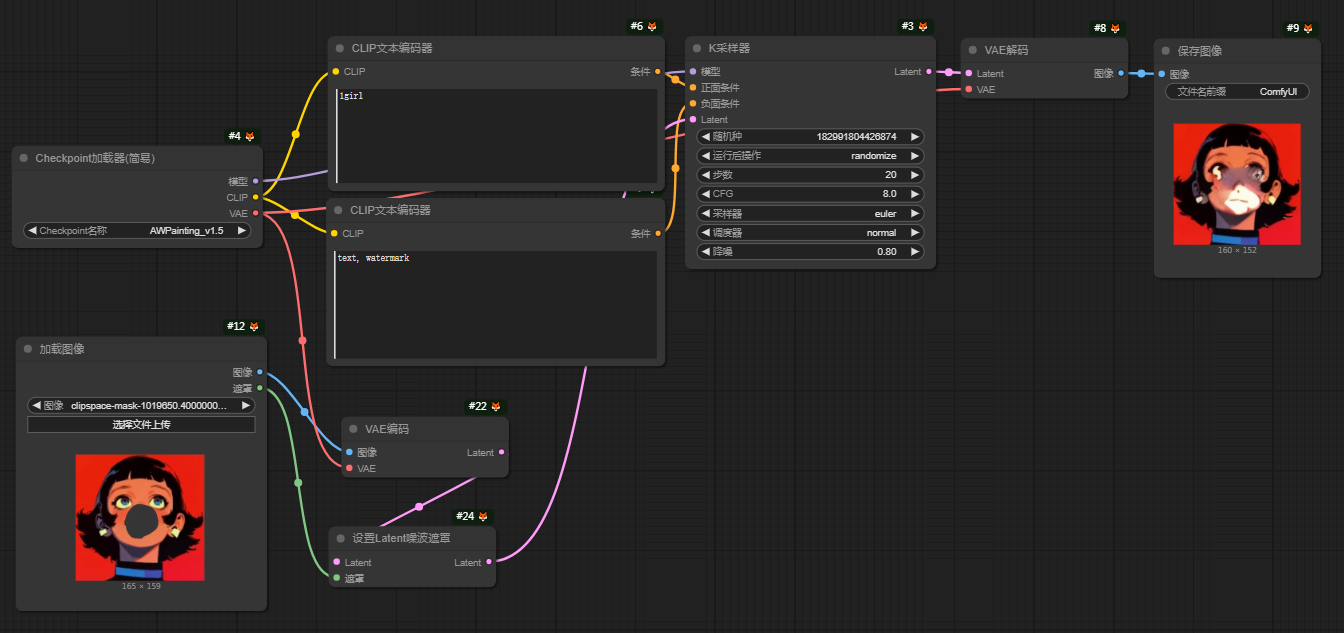 #4
Checkpoint加载器(简易)
模型
CLIP
VAE
Checkpoint名称 AWPainting_v1.5
#6
CLIP文本编码器
CLIP 条件
1girl
CLIP文本编码器
CLIP 条件
text, watermark
#3
K采样器
模型 Latent
正面条件
负面条件
Latent
随机种 182991804426874
运行后操作 randomize
步数 20
CFG 8.0
采样器 euler
调度器 normal
降噪 0.80
#8
VAE解码
Latent 图像
VAE
#9
保存图像
图像
文件名前缀 ComfyUI
160 × 152
#12
加载图像
图像
遮罩
图像 clipspace-mask-1019650.4000000...
选择文件上传
165 × 159
#22
VAE编码
图像 Latent
VAE
#24
设置Latent噪波遮罩
Latent Latent
遮罩